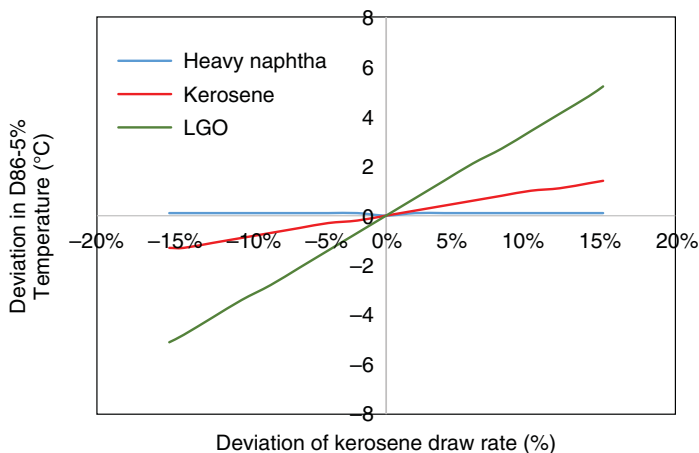 8
6
4
2
0
−2
−4
−6
−8
Heavy naphtha
Kerosene
LGO
Deviation in D86-5%
Temperature (°C)
−20% −15% −10% −5% 0% 5% 10% 15% 20%
Deviation of kerosene draw rate (%)